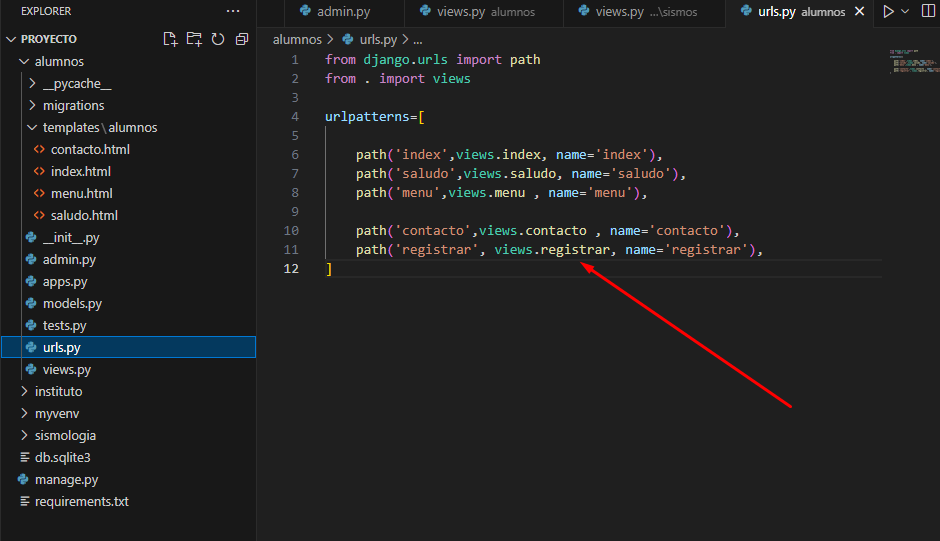 EXPLORER
PROYECTO
alumnos
__pycache__
migrations
templates\alumnos
contacto.html
index.html
menu.html
saludo.html
__init__.py
admin.py
apps.py
models.py
tests.py
urls.py
views.py
instituto
myvenv
sismologia
db.sqlite3
manage.py
requirements.txt
admin.py views.py alumnos views.py ...\sismos urls.py alumnos
alumnos > urls.py > ...
1 from django.urls import path
2 from . import views
3
4 urlpatterns=[
5
6 path('index',views.index, name='index'),
7 path('saludo',views.saludo, name='saludo'),
8 path('menu',views.menu , name='menu'),
9
10 path('contacto',views.contacto , name='contacto'),
11 path('registrar', views.registrar, name='registrar'),
12 ]